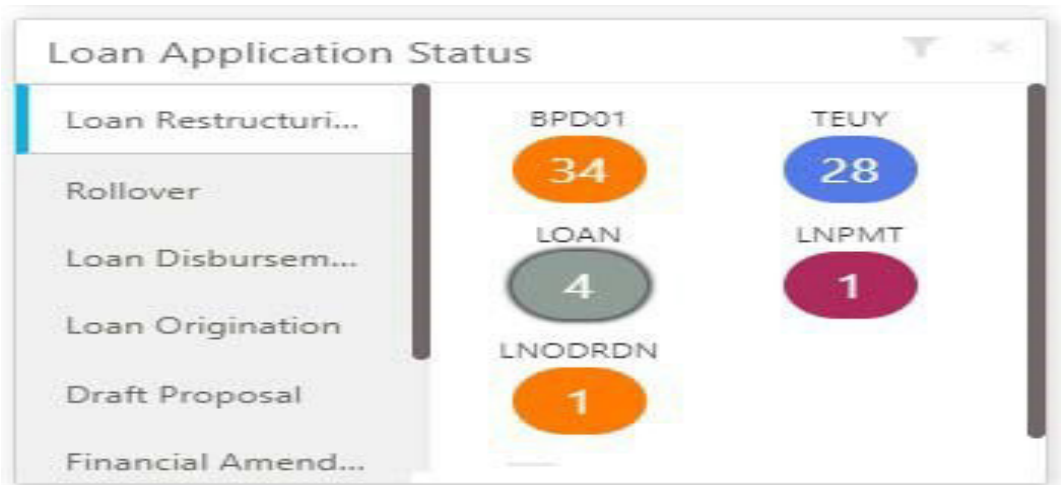 Loan Application Status
Loan Restructuri...
Rollover
Loan Disbursem...
Loan Origination
Draft Proposal
Financial Amend...
BPD01 TEUY
34 28
LOAN LNPMT
4 1
LNODRDN
1